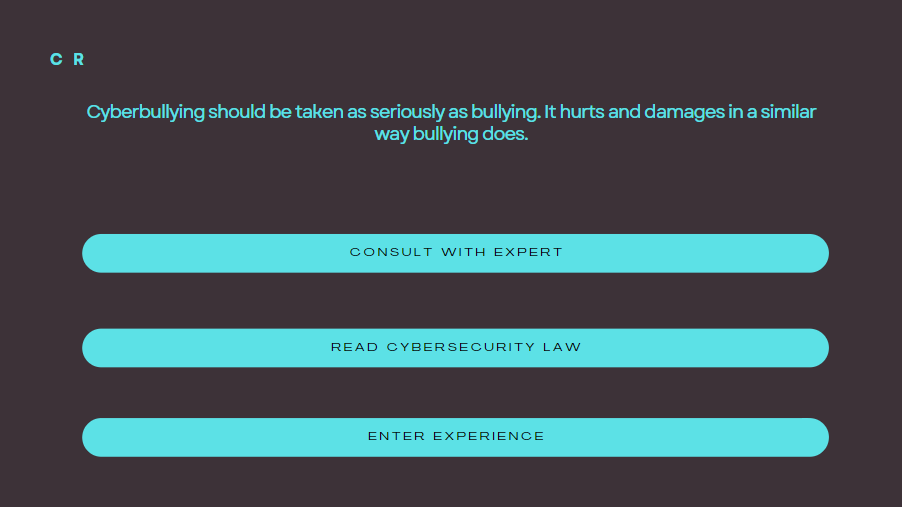 C R
Cyberbullying should be taken as seriously as bullying. It hurts and damages in a similar
way bullying does.
CONSULT WITH EXPERT
READ CYBERSECURITY LAW
ENTER EXPERIENCE